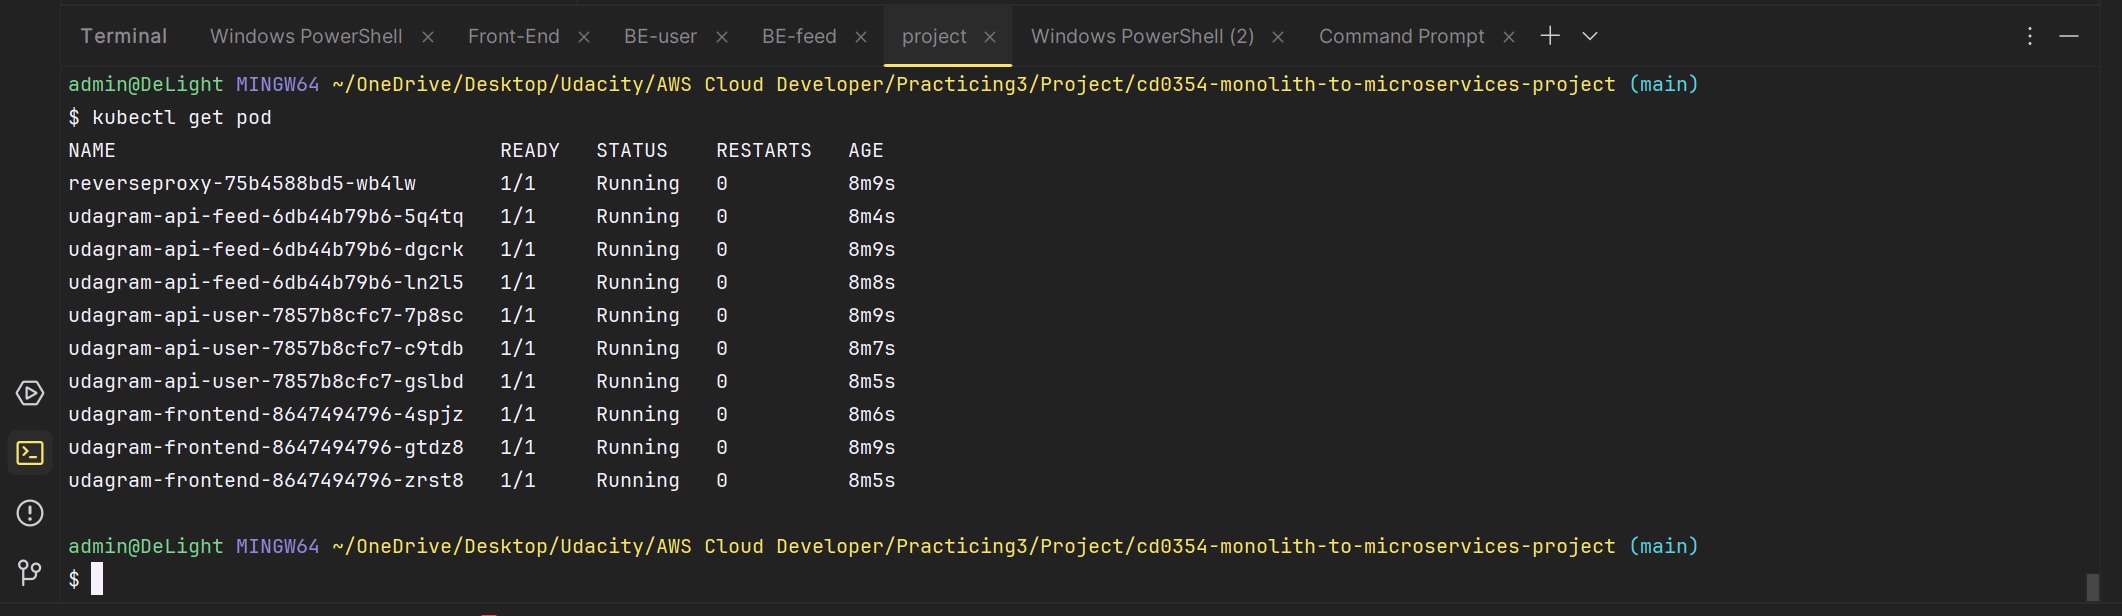 Terminal Windows PowerShell × Front-End × BE-user × BE-feed × project × Windows PowerShell (2) × Command Prompt ×
admin@DeLight MINGW64 ~/OneDrive/Desktop/Udacity/AWS Cloud Developer/Practicing3/Project/cd0354-monolith-to-microservices-project (main)
$ kubectl get pod
NAME READY STATUS RESTARTS AGE
reverseproxy-75b4588bd5-wb4lw 1/1 Running 0 8m9s
udagram-api-feed-6db44b79b6-5q4tq 1/1 Running 0 8m4s
udagram-api-feed-6db44b79b6-dgcrk 1/1 Running 0 8m9s
udagram-api-feed-6db44b79b6-ln2l5 1/1 Running 0 8m8s
udagram-api-user-7857b8cfc7-7p8sc 1/1 Running 0 8m9s
udagram-api-user-7857b8cfc7-c9tdb 1/1 Running 0 8m7s
udagram-api-user-7857b8cfc7-gslbd 1/1 Running 0 8m5s
udagram-frontend-8647494796-4spjz 1/1 Running 0 8m6s
udagram-frontend-8647494796-gtdz8 1/1 Running 0 8m9s
udagram-frontend-8647494796-zrst8 1/1 Running 0 8m5s
admin@DeLight MINGW64 ~/OneDrive/Desktop/Udacity/AWS Cloud Developer/Practicing3/Project/cd0354-monolith-to-microservices-project (main)
$